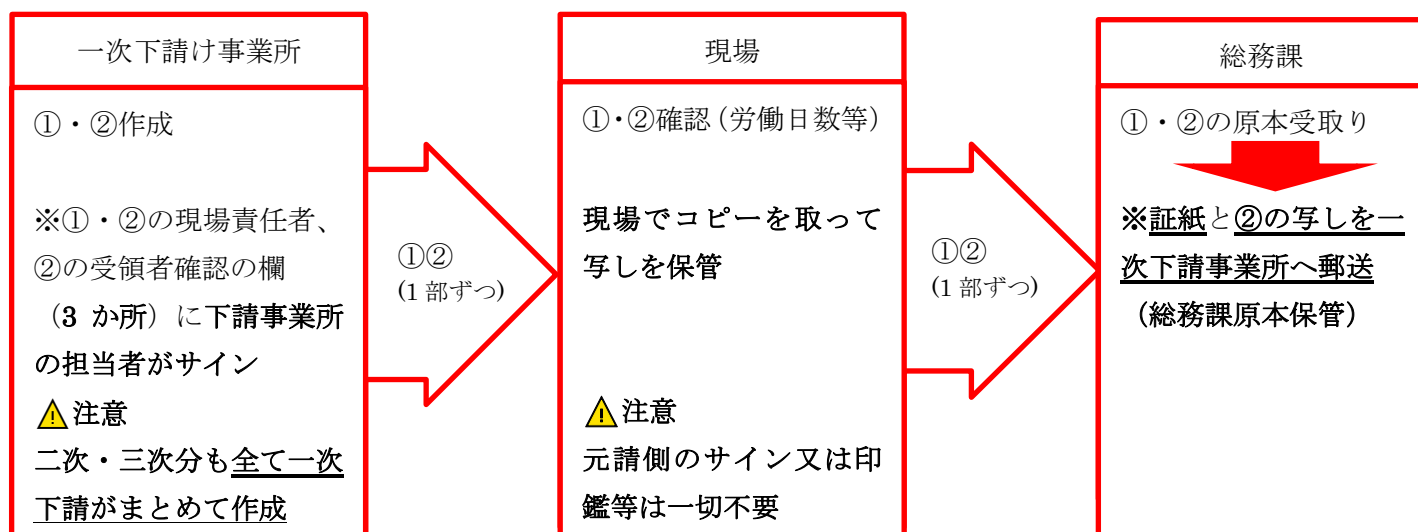 一次下請け事業所
①・②作成
※①・②の現場責任者、
②の受領者確認の欄
（3 か所）に下請事業所
の担当者がサイン
注意
二次・三次分も全て一次
下請がまとめて作成
①②
(1 部ずつ)
現場
①・②確認（労働日数等）
現場でコピーを取って
写しを保管
注意
元請側のサイン又は印
鑑等は一切不要
①②
(1 部ずつ)
総務課
①・②の原本受取り
※証紙と②の写しを一
次下請事業所へ郵送
（総務課原本保管）